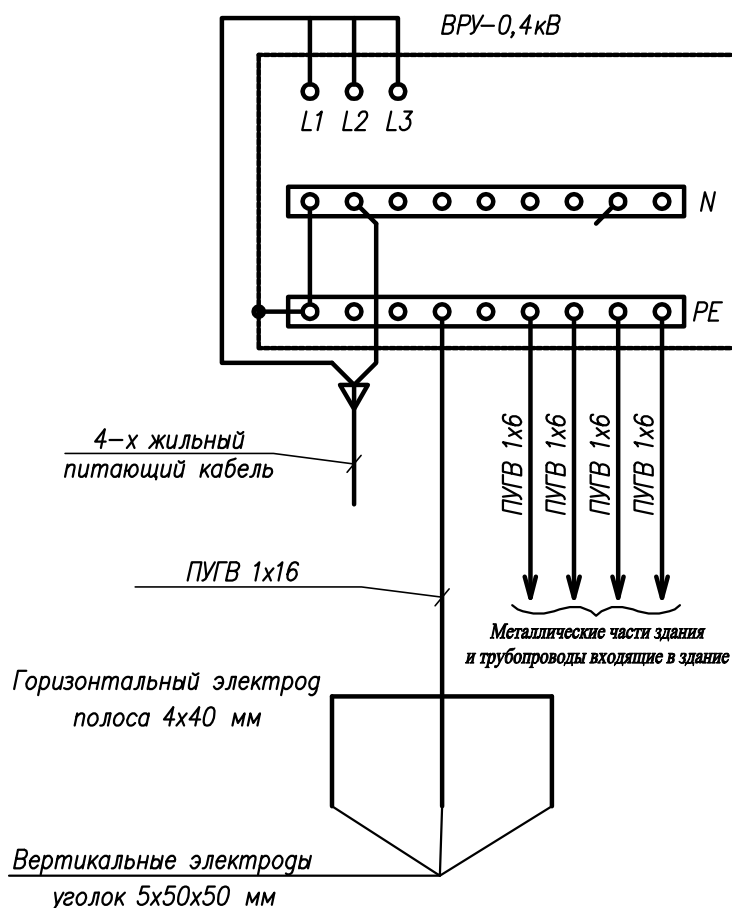 ВРУ-0,4кВ
L1 L2 L3
N
PE
4-х жильный
питающий кабель
ПУГВ 1х6
ПУГВ 1х6
ПУГВ 1х6
ПУГВ 1х6
ПУГВ 1х16
Металлические части здания
и трубопроводы входящие в здание
Горизонтальный электрод
полоса 4х40 мм
Вертикальные электроды
уголок 5х50х50 мм